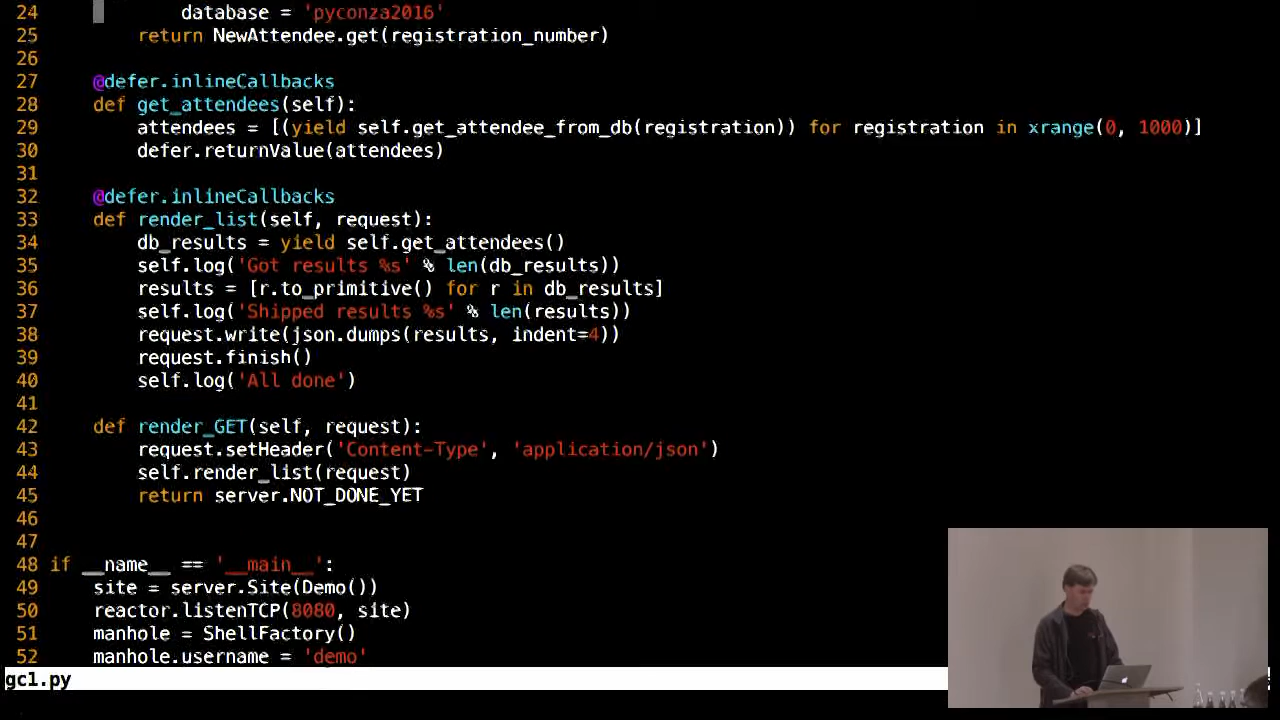 24             database = 'pyconza2016'
25         return NewAttendee.get(registration_number)
26
27     @defer.inlineCallbacks
28     def get_attendees(self):
29         attendees = [(yield self.get_attendee_from_db(registration)) for registration in xrange(0, 1000)]
30         defer.returnValue(attendees)
31
32     @defer.inlineCallbacks
33     def render_list(self, request):
34         db_results = yield self.get_attendees()
35         self.log('Got results %s' % len(db_results))
36         results = [r.to_primitive() for r in db_results]
37         self.log('Shipped results %s' % len(results))
38         request.write(json.dumps(results, indent=4))
39         request.finish()
40         self.log('All done')
41
42     def render_GET(self, request):
43         request.setHeader('Content-Type', 'application/json')
44         self.render_list(request)
45         return server.NOT_DONE_YET
46
47
48 if __name__ == '__main__':
49     site = server.Site(Demo())
50     reactor.listenTCP(8080, site)
51     manhole = ShellFactory()
52     manhole.username = 'demo'
gc1.py